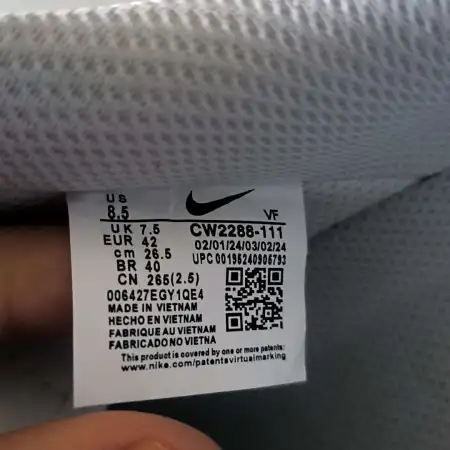 US
8.5
VF
UK 7.5
CW2288-111
EUR 42
02/01/24/03/02/24
cm 26.5
UPC 00196240906793
BR 40
CN 265(2.5)
006427EGY1QE4
MADE IN VIETNAM
HECHO EN VIETNAM
FABRIQUE AU VIETNAM
FABRICADO NO VIETNA
This product is covered by one or more patents:
www.nike.com/patentsvirtualmarking